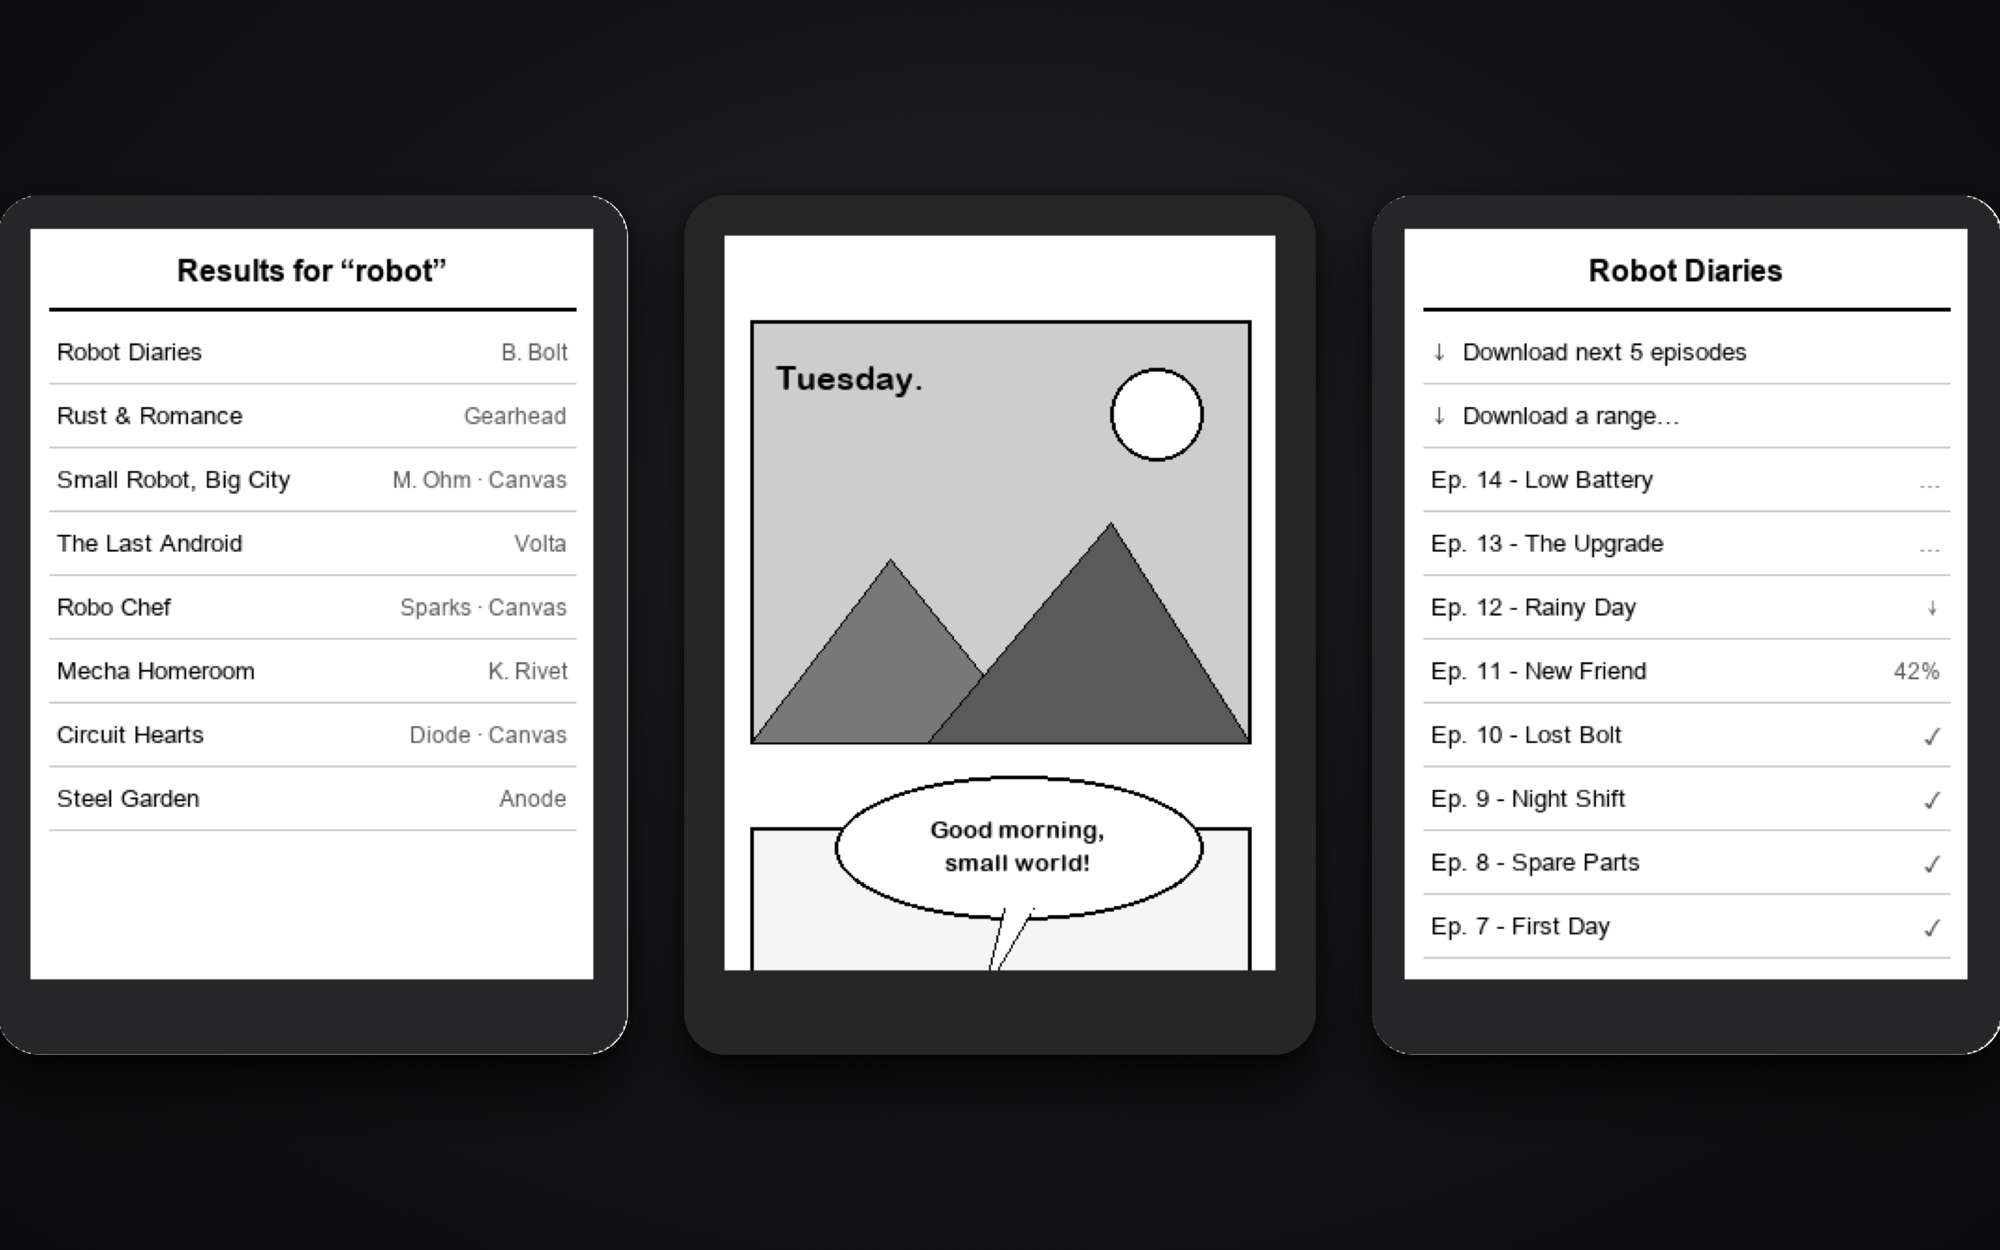 Results for “robot”
Robot Diaries B. Bolt
Rust & Romance Gearhead
Small Robot, Big City M. Ohm · Canvas
The Last Android Volta
Robo Chef Sparks · Canvas
Mecha Homeroom K. Rivet
Circuit Hearts Diode · Canvas
Steel Garden Anode
Tuesday.
Good morning,
small world!
Robot Diaries
↓ Download next 5 episodes
↓ Download a range…
Ep. 14 - Low Battery …
Ep. 13 - The Upgrade …
Ep. 12 - Rainy Day ↓
Ep. 11 - New Friend 42%
Ep. 10 - Lost Bolt ✓
Ep. 9 - Night Shift ✓
Ep. 8 - Spare Parts ✓
Ep. 7 - First Day ✓